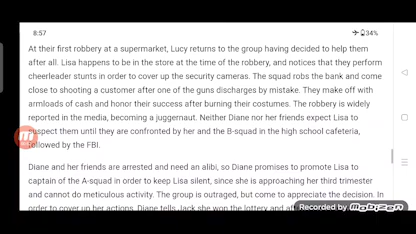 8:57
34%
At their first robbery at a supermarket, Lucy returns to the group having decided to help them
after all. Lisa happens to be in the store at the time of the robbery, and notices that they perform
cheerleader stunts in order to cover up the security cameras. The squad robs the bank and come
close to shooting a customer after one of the guns discharges by mistake. They make off with
armloads of cash and honor their success after burning their costumes. The robbery is widely
reported in the media, becoming a juggernaut. Neither Diane nor her friends expect Lisa to
suspect them until they are confronted by her and the B-squad in the high school cafeteria,
followed by the FBI.
Diane and her friends are arrested and need an alibi, so Diane promises to promote Lisa to
captain of the A-squad in order to keep Lisa silent, since she is approaching her third trimester
and cannot do meticulous activity. The group is outraged, but come to appreciate the decision. In
order to cover up her actions, Diane tells Jack she won the lottery and
Recorded by Mobizen